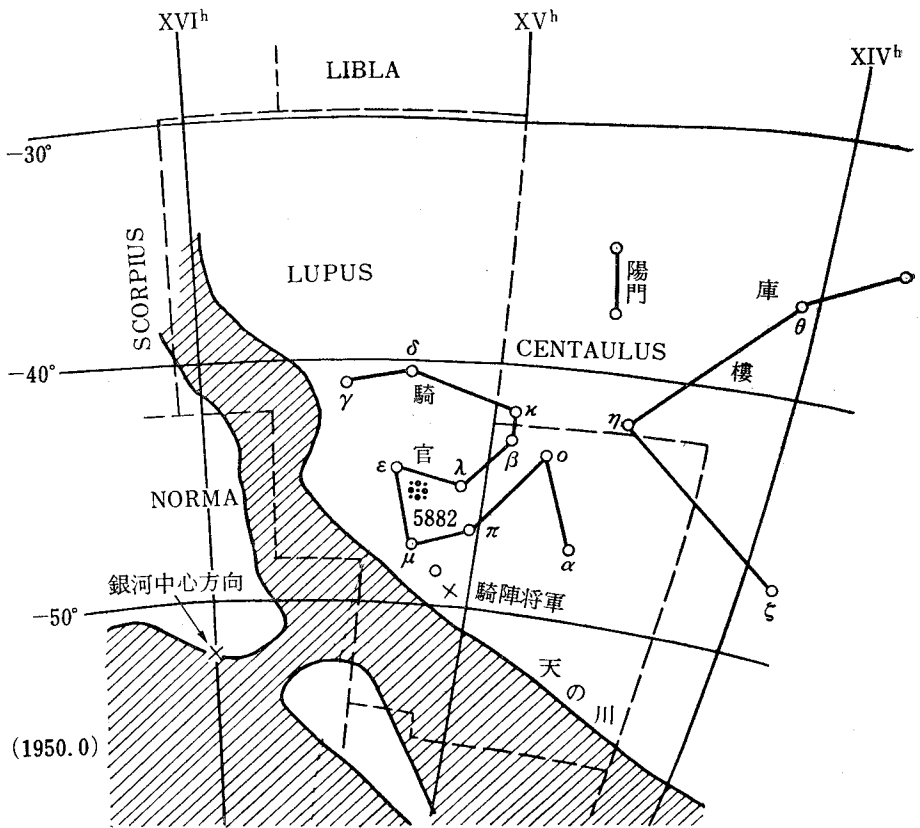 XVIʰ
XVʰ
XIVʰ
LIBLA
−30°
SCORPIUS
LUPUS
陽門
庫
θ
CENTAULUS
樓
−40°
δ
γ
騎
κ
η
β
官
ε
λ
ο
NORMA
5882
π
μ
α
銀河中心方向
騎陣将軍
ζ
−50°
天の川
(1950.0)